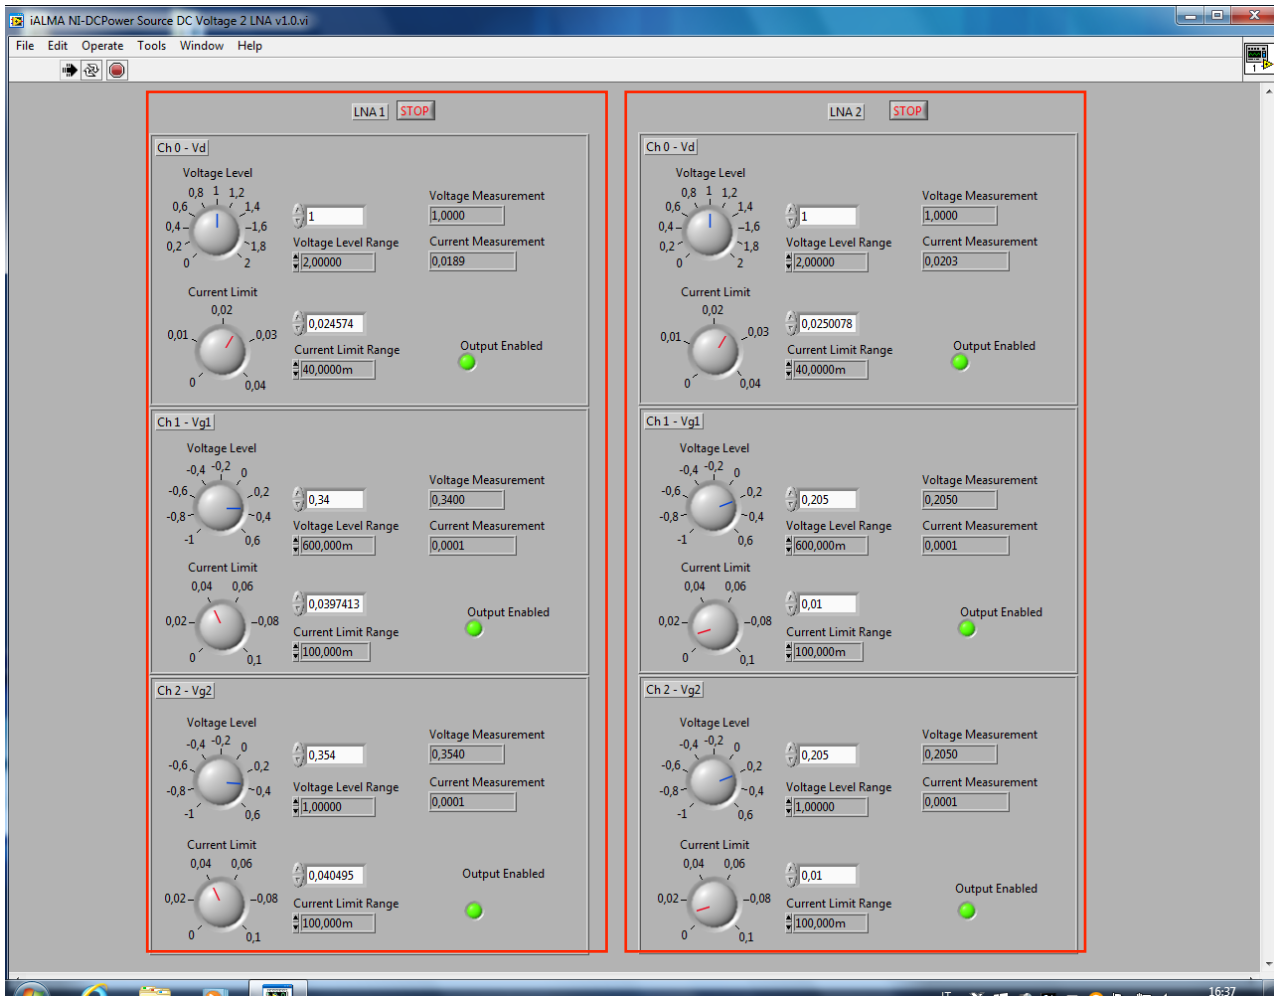 iALMA NI-DCPower Source DC Voltage 2 LNA v1.0.vi
File Edit Operate Tools Window Help
1
LNA 1 STOP
Ch 0 - Vd
Voltage Level
0 0,2 0,4 0,6 0,8 1 1,2 1,4 1,6 1,8 2
1
Voltage Level Range
2,00000
Voltage Measurement
1,0000
Current Measurement
0,0189
Current Limit
0 0,01 0,02 0,03 0,04
0,024574
Current Limit Range
40,0000m
Output Enabled
Ch 1 - Vg1
Voltage Level
-1 -0,8 -0,6 -0,4 -0,2 0 0,2 0,4 0,6
0,34
Voltage Level Range
600,000m
Voltage Measurement
0,3400
Current Measurement
0,0001
Current Limit
0 0,02 0,04 0,06 0,08 0,1
0,0397413
Current Limit Range
100,000m
Output Enabled
Ch 2 - Vg2
Voltage Level
-1 -0,8 -0,6 -0,4 -0,2 0 0,2 0,4 0,6
0,354
Voltage Level Range
1,00000
Voltage Measurement
0,3540
Current Measurement
0,0001
Current Limit
0 0,02 0,04 0,06 0,08 0,1
0,040495
Current Limit Range
100,000m
Output Enabled
LNA 2 STOP
Ch 0 - Vd
Voltage Level
0 0,2 0,4 0,6 0,8 1 1,2 1,4 1,6 1,8 2
1
Voltage Level Range
2,00000
Voltage Measurement
1,0000
Current Measurement
0,0203
Current Limit
0 0,01 0,02 0,03 0,04
0,0250078
Current Limit Range
40,0000m
Output Enabled
Ch 1 - Vg1
Voltage Level
-1 -0,8 -0,6 -0,4 -0,2 0 0,2 0,4 0,6
0,205
Voltage Level Range
600,000m
Voltage Measurement
0,2050
Current Measurement
0,0001
Current Limit
0 0,02 0,04 0,06 0,08 0,1
0,01
Current Limit Range
100,000m
Output Enabled
Ch 2 - Vg2
Voltage Level
-1 -0,8 -0,6 -0,4 -0,2 0 0,2 0,4 0,6
0,205
Voltage Level Range
1,00000
Voltage Measurement
0,2050
Current Measurement
0,0001
Current Limit
0 0,02 0,04 0,06 0,08 0,1
0,01
Current Limit Range
100,000m
Output Enabled
16:37